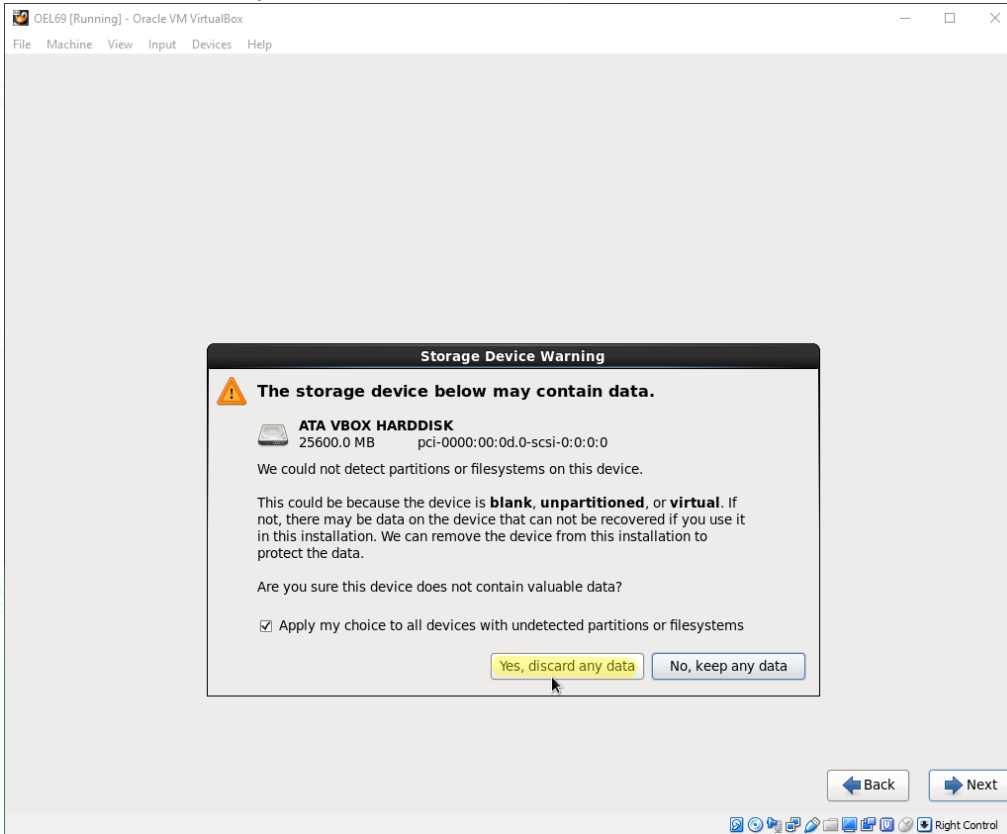 OEL69 [Running] - Oracle VM VirtualBox
File Machine View Input Devices Help
Storage Device Warning
The storage device below may contain data.
ATA VBOX HARDDISK
25600.0 MB pci-0000:00:0d.0-scsi-0:0:0:0
We could not detect partitions or filesystems on this device.
This could be because the device is blank, unpartitioned, or virtual. If
not, there may be data on the device that can not be recovered if you use it
in this installation. We can remove the device from this installation to
protect the data.
Are you sure this device does not contain valuable data?
Apply my choice to all devices with undetected partitions or filesystems
Yes, discard any data No, keep any data
Back Next
Right Control